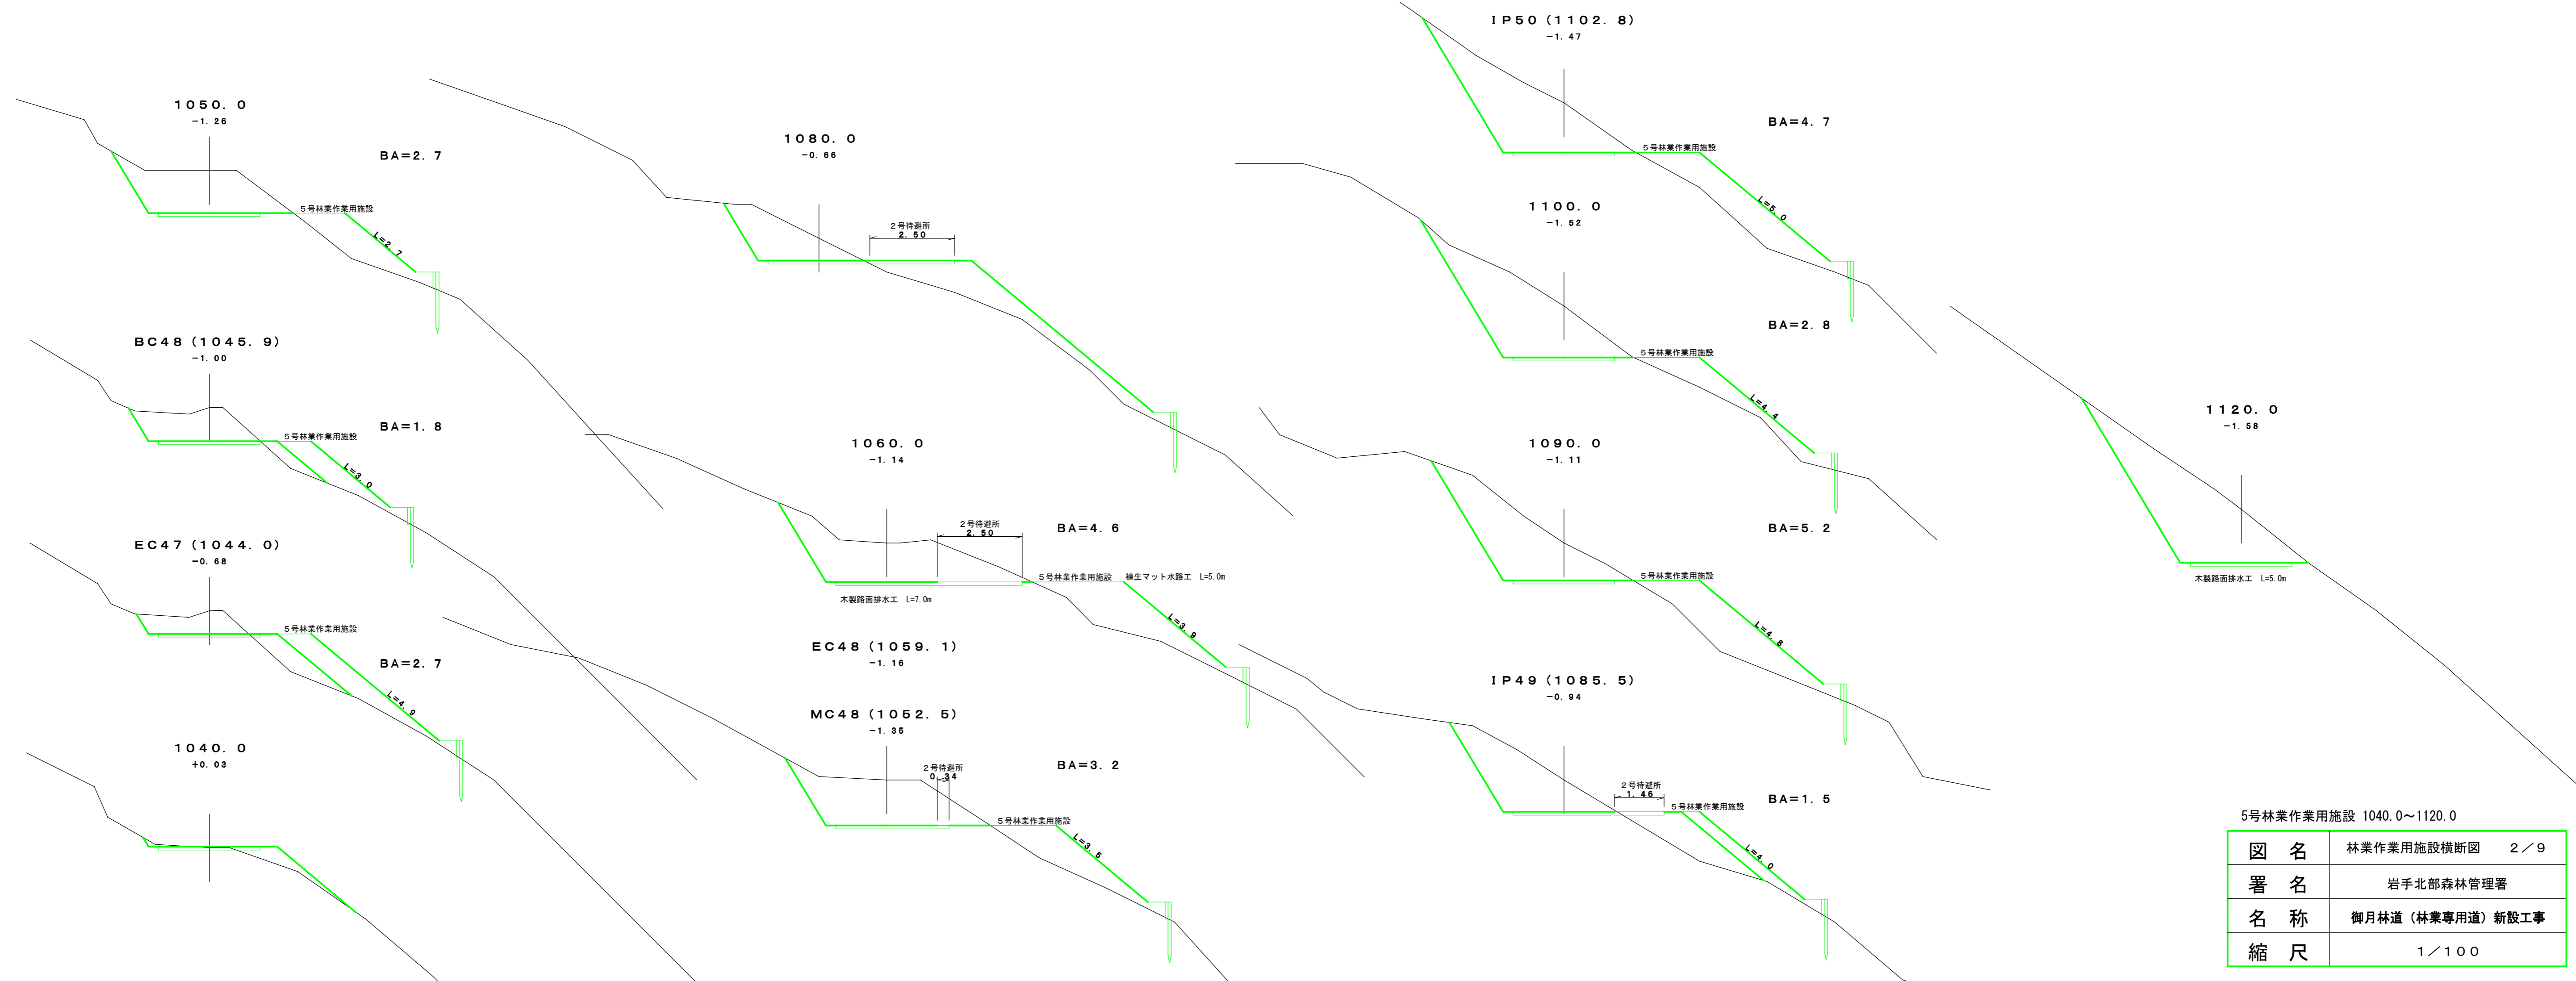 1050.0
-1.26
BA=2.7
5号林業作業用施設
L=2.7
BC48(1045.9)
-1.00
BA=1.8
5号林業作業用施設
L=3.0
EC47(1044.0)
-0.68
5号林業作業用施設
BA=2.7
L=4.9
1040.0
+0.03
1080.0
-0.66
2号待避所
2.50
1060.0
-1.14
2号待避所
2.50
BA=4.6
5号林業作業用施設 植生マット水路工 L=5.0m
木製路面排水工 L=7.0m
L=3.9
EC48(1059.1)
-1.16
MC48(1052.5)
-1.35
2号待避所
0.34
BA=3.2
5号林業作業用施設
L=3.5
IP50(1102.8)
-1.47
BA=4.7
5号林業作業用施設
L=5.0
1100.0
-1.52
BA=2.8
5号林業作業用施設
L=4.4
1090.0
-1.11
BA=5.2
5号林業作業用施設
L=4.8
IP49(1085.5)
-0.94
2号待避所
1.46
BA=1.5
5号林業作業用施設
L=4.0
1120.0
-1.58
木製路面排水工 L=5.0m
5号林業作業用施設 1040.0～1120.0
図名 林業作業用施設横断図 2/9
署名 岩手北部森林管理署
名称 御月林道(林業専用道)新設工事
縮尺 1/100